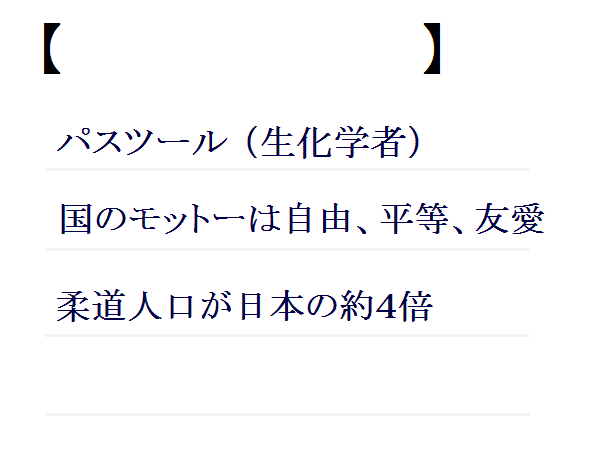 【　　　　　　　　】
パスツール（生化学者）
国のモットーは自由、平等、友愛
柔道人口が日本の約4倍